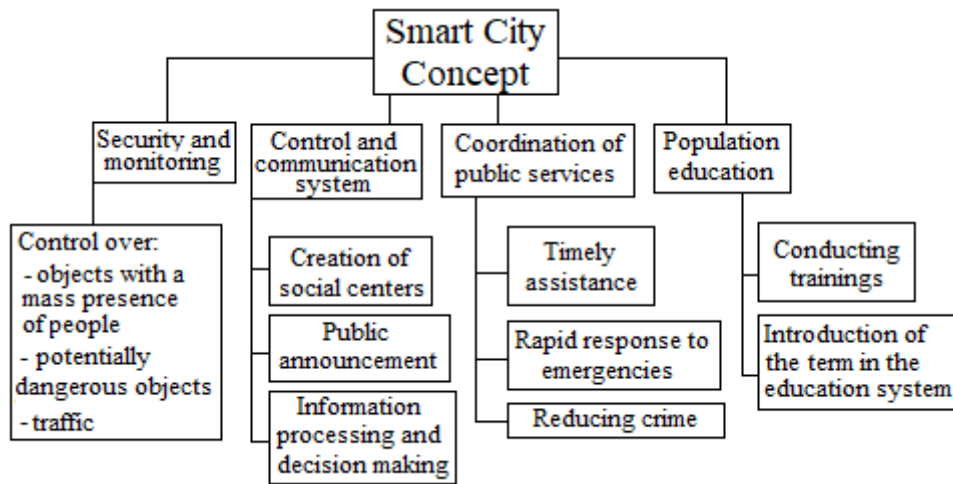 Smart City
Concept
Security and
monitoring
Control and
communication
system
Coordination of
public services
Population
education
Control over:
- objects with a
mass presence
of people
- potentially
dangerous objects
- traffic
Creation of
social centers
Public
announcement
Information
processing and
decision making
Timely
assistance
Rapid response to
emergencies
Reducing crime
Conducting
trainings
Introduction of
the term in the
education system